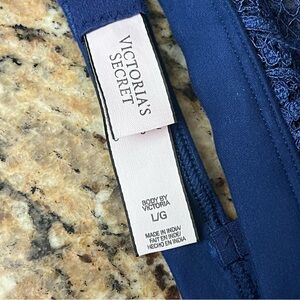 VICTORIA'S
SECRET
BODY BY
VICTORIA
L/G
MADE IN INDIA/
FAIT EN INDE/
HECHO EN INDIA